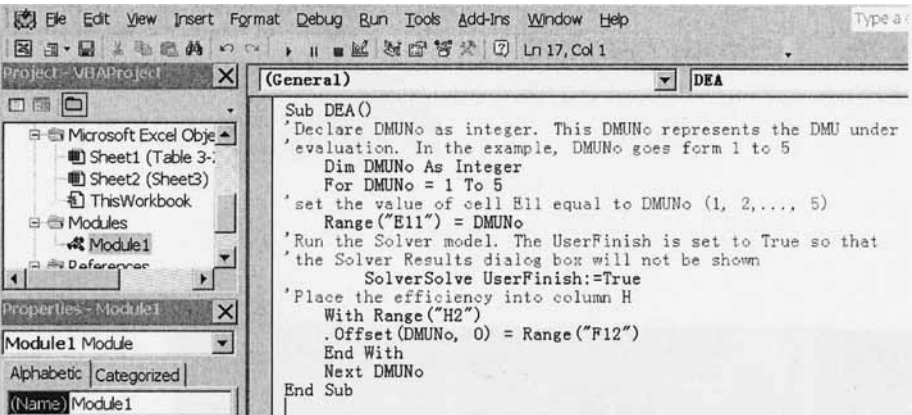 File Edit View Insert Format Debug Run Tools Add-Ins Window Help
Type a
Ln 17, Col 1
Project - VBAProject
Microsoft Excel Obje
Sheet1 (Table 3-
Sheet2 (Sheet3)
ThisWorkbook
Modules
Module1
References
Properties - Module1
Module1 Module
Alphabetic Categorized
(Name) Module1
(General)
DEA
Sub DEA()
'Declare DMUNo as integer. This DMUNo represents the DMU under
'evaluation. In the example, DMUNo goes form 1 to 5
Dim DMUNo As Integer
For DMUNo = 1 To 5
'set the value of cell E11 equal to DMUNo (1, 2,..., 5)
Range("E11") = DMUNo
'Run the Solver model. The UserFinish is set to True so that
'the Solver Results dialog box will not be shown
SolverSolve UserFinish:=True
'Place the efficiency into column H
With Range("H2")
.Offset(DMUNo, 0) = Range("F12")
End With
Next DMUNo
End Sub